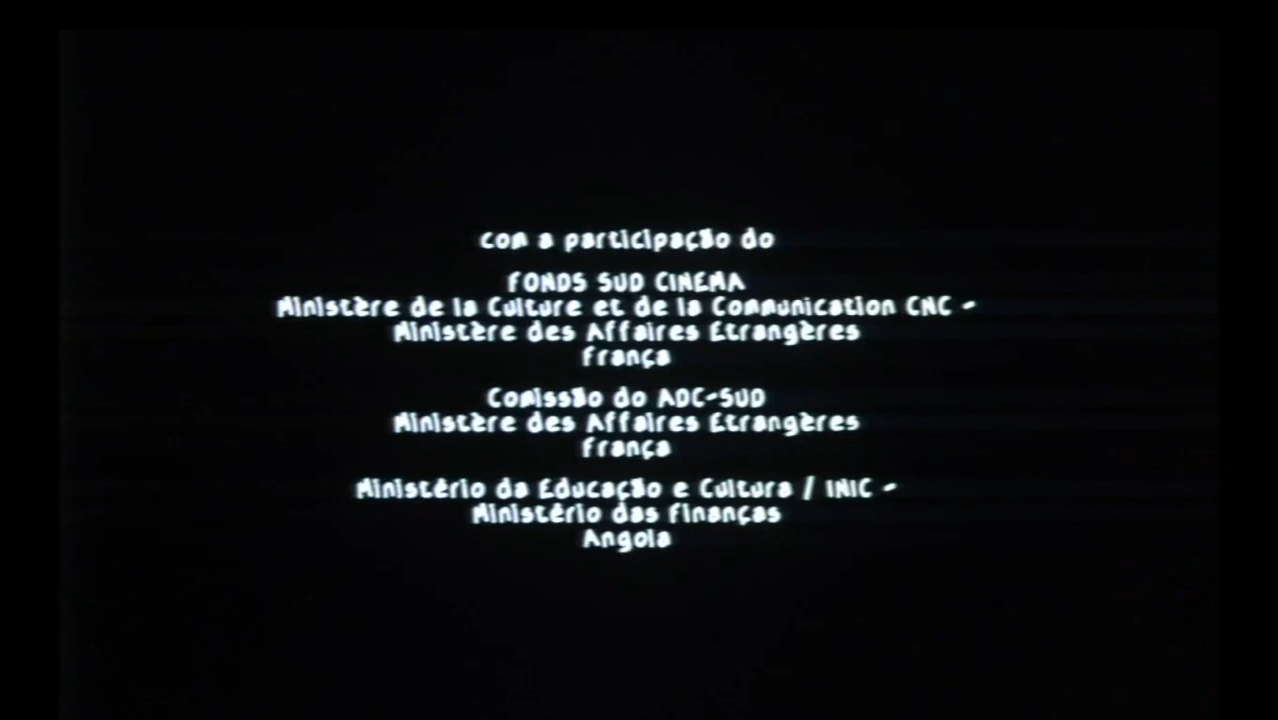 com a participação do
FONDS SUD CINEMA
Ministère de la Culture et de la Communication CNC -
Ministère des Affaires Etrangères
França
Comissão do ADC-SUD
Ministère des Affaires Etrangères
França
Ministério da Educação e Cultura / INIC -
Ministério das Finanças
Angola